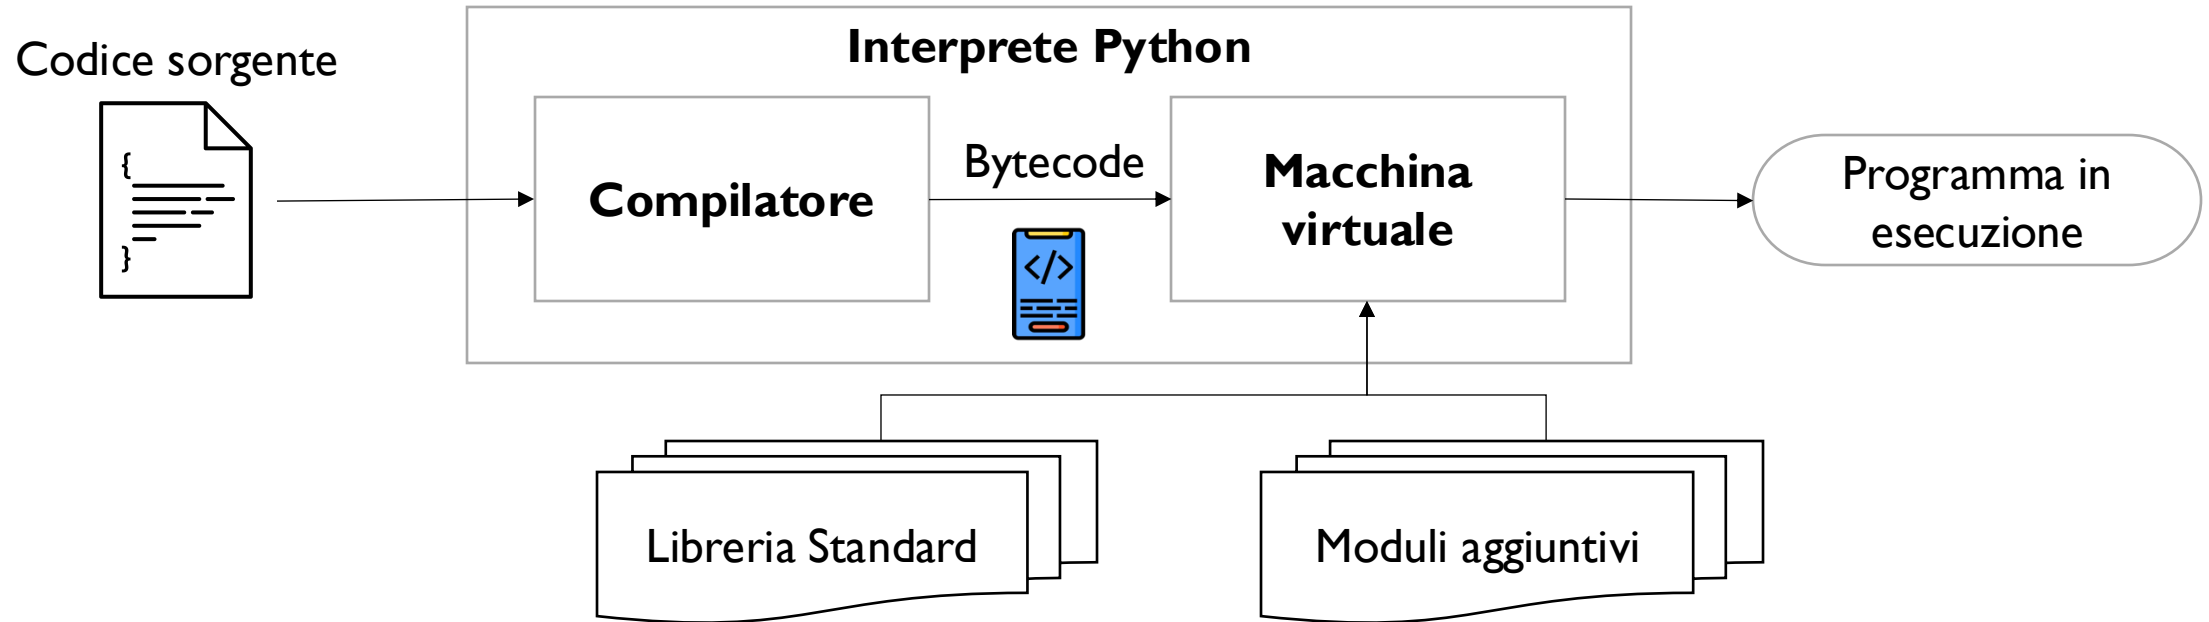 Codice sorgente
Interprete Python
{
}
Compilatore
Bytecode
</>
Macchina
virtuale
Programma in
esecuzione
Libreria Standard
Moduli aggiuntivi